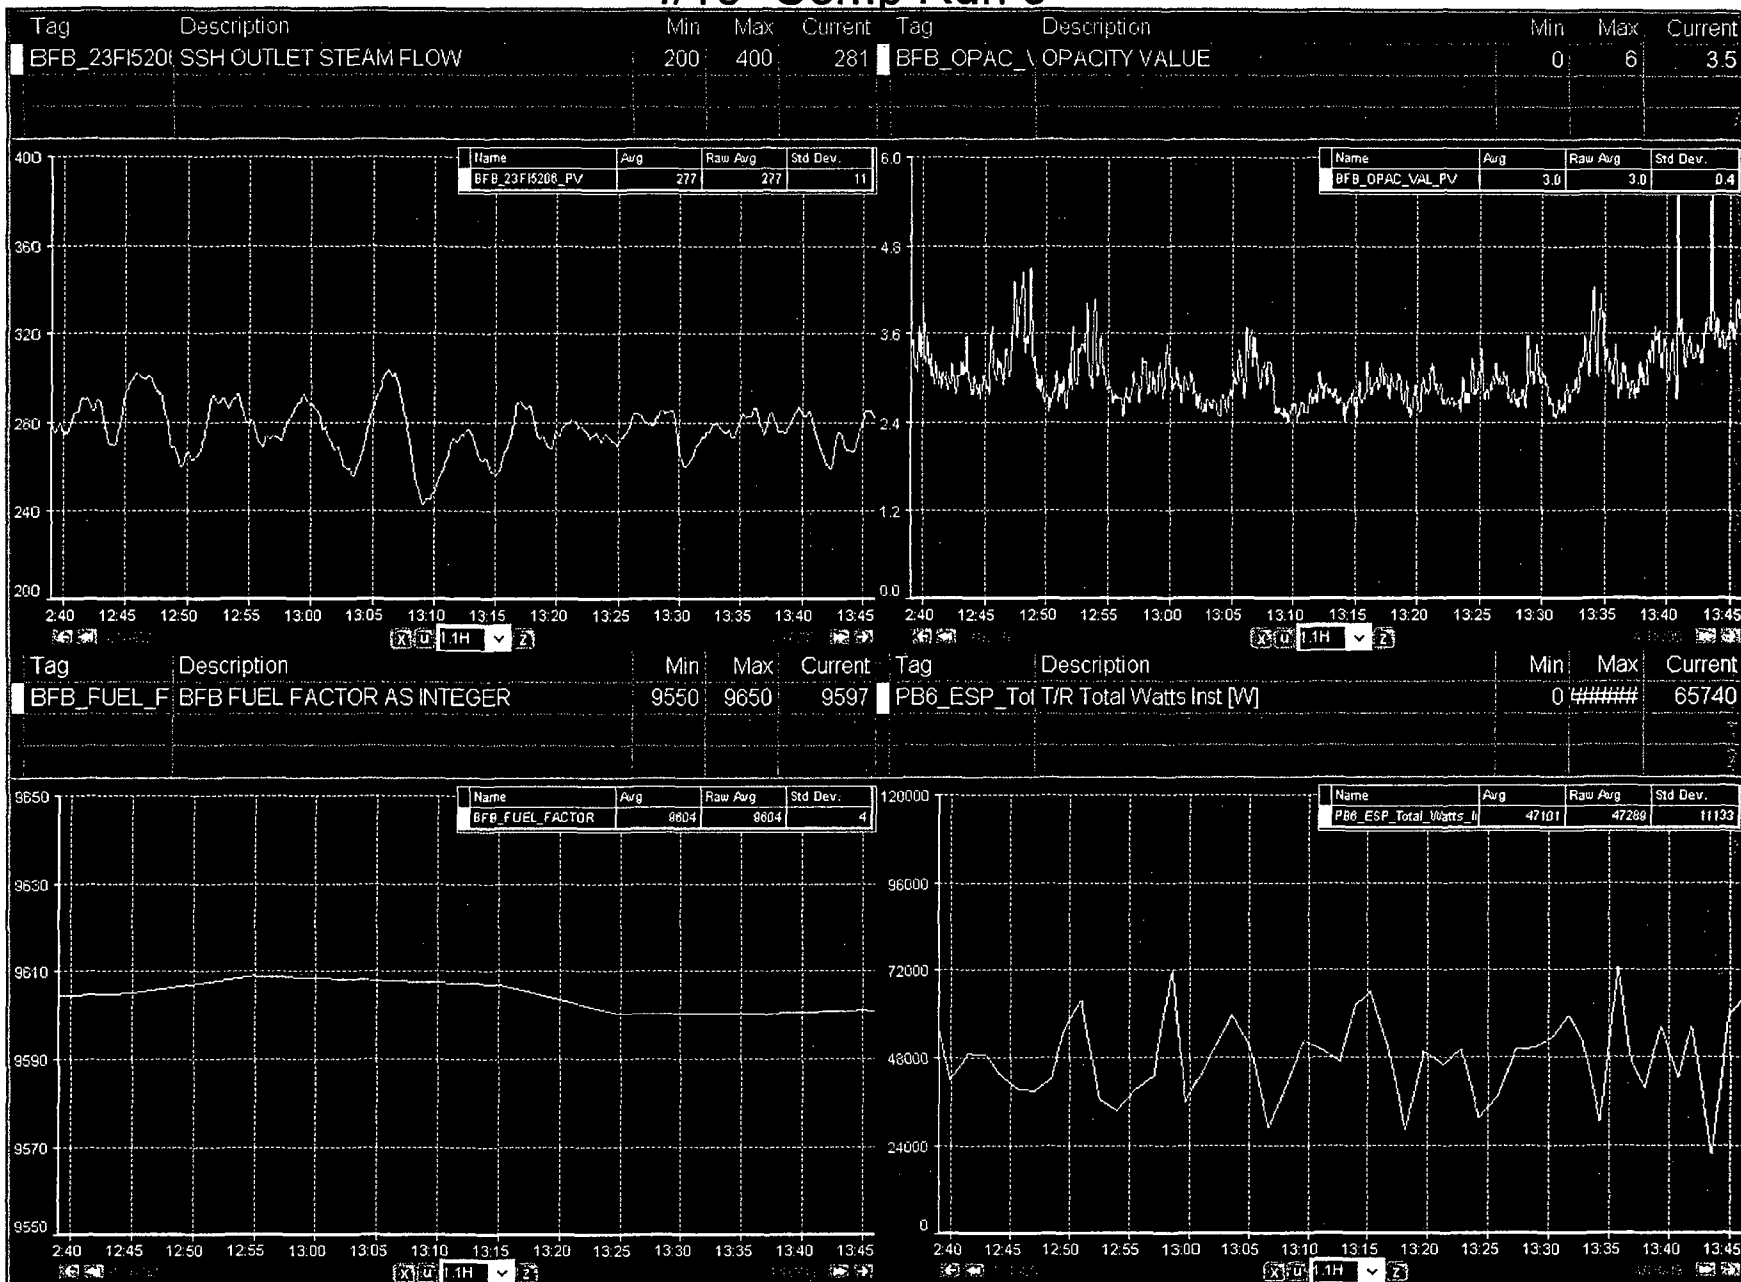 Tag Description Min Max Current
BFB_23FI520 SSH OUTLET STEAM FLOW 200 400 281
Name Avg Raw Avg Std Dev.
BFB_23FI5206_PV 277 277 11
400
360
320
280
240
200
2:40 12:45 12:50 12:55 13:00 13:05 13:10 13:15 13:20 13:25 13:30 13:35 13:40 13:45
X U 1.1H Z
Tag Description Min Max Current
BFB_OPAC_\ OPACITY VALUE 0 6 3.5
Name Avg Raw Avg Std Dev.
BFB_OPAC_VAL_PV 3.0 3.0 0.4
6.0
4.8
3.6
2.4
1.2
0.0
2:40 12:45 12:50 12:55 13:00 13:05 13:10 13:15 13:20 13:25 13:30 13:35 13:40 13:45
X U 1.1H Z
Tag Description Min Max Current
BFB_FUEL_F BFB FUEL FACTOR AS INTEGER 9550 9650 9597
Name Avg Raw Avg Std Dev.
BFB_FUEL_FACTOR 9604 9604 4
9650
9630
9610
9590
9570
9550
2:40 12:45 12:50 12:55 13:00 13:05 13:10 13:15 13:20 13:25 13:30 13:35 13:40 13:45
X U 1.1H Z
Tag Description Min Max Current
PB6_ESP_Tot T/R Total Watts Inst [W] 0 ###### 65740
Name Avg Raw Avg Std Dev.
PB6_ESP_Total_Watts_I 47101 47289 11133
120000
96000
72000
48000
24000
0
2:40 12:45 12:50 12:55 13:00 13:05 13:10 13:15 13:20 13:25 13:30 13:35 13:40 13:45
X U 1.1H Z